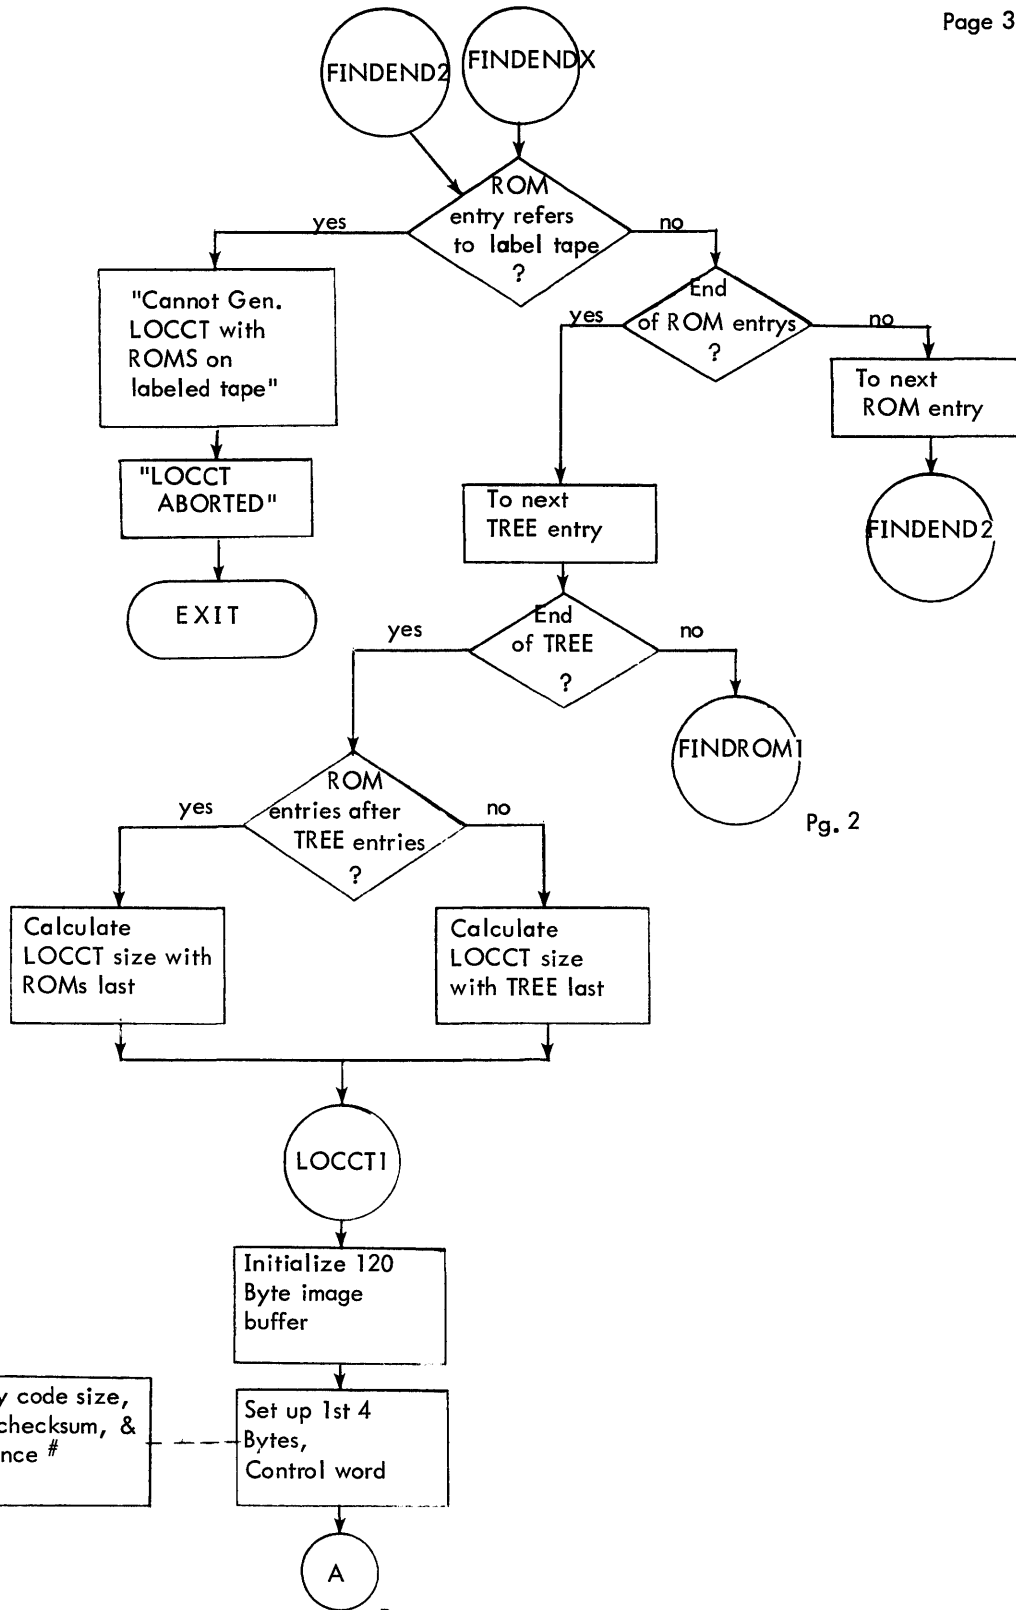 Page 3
FINDEND2
FINDENDX
ROM
entry refers
to label tape
?
yes
no
"Cannot Gen.
LOCCT with
ROMS on
labeled tape"
End
of ROM entrys
?
yes
no
To next
ROM entry
"LOCCT
ABORTED"
To next
TREE entry
FINDEND2
EXIT
End
of TREE
?
yes
no
FINDROM1
Pg. 2
ROM
entries after
TREE entries
?
yes
no
Calculate
LOCCT size with
ROMs last
Calculate
LOCCT size
with TREE last
LOCCT1
Initialize 120
Byte image
buffer
code size,
checksum, &
#
Set up 1st 4
Bytes,
Control word
A